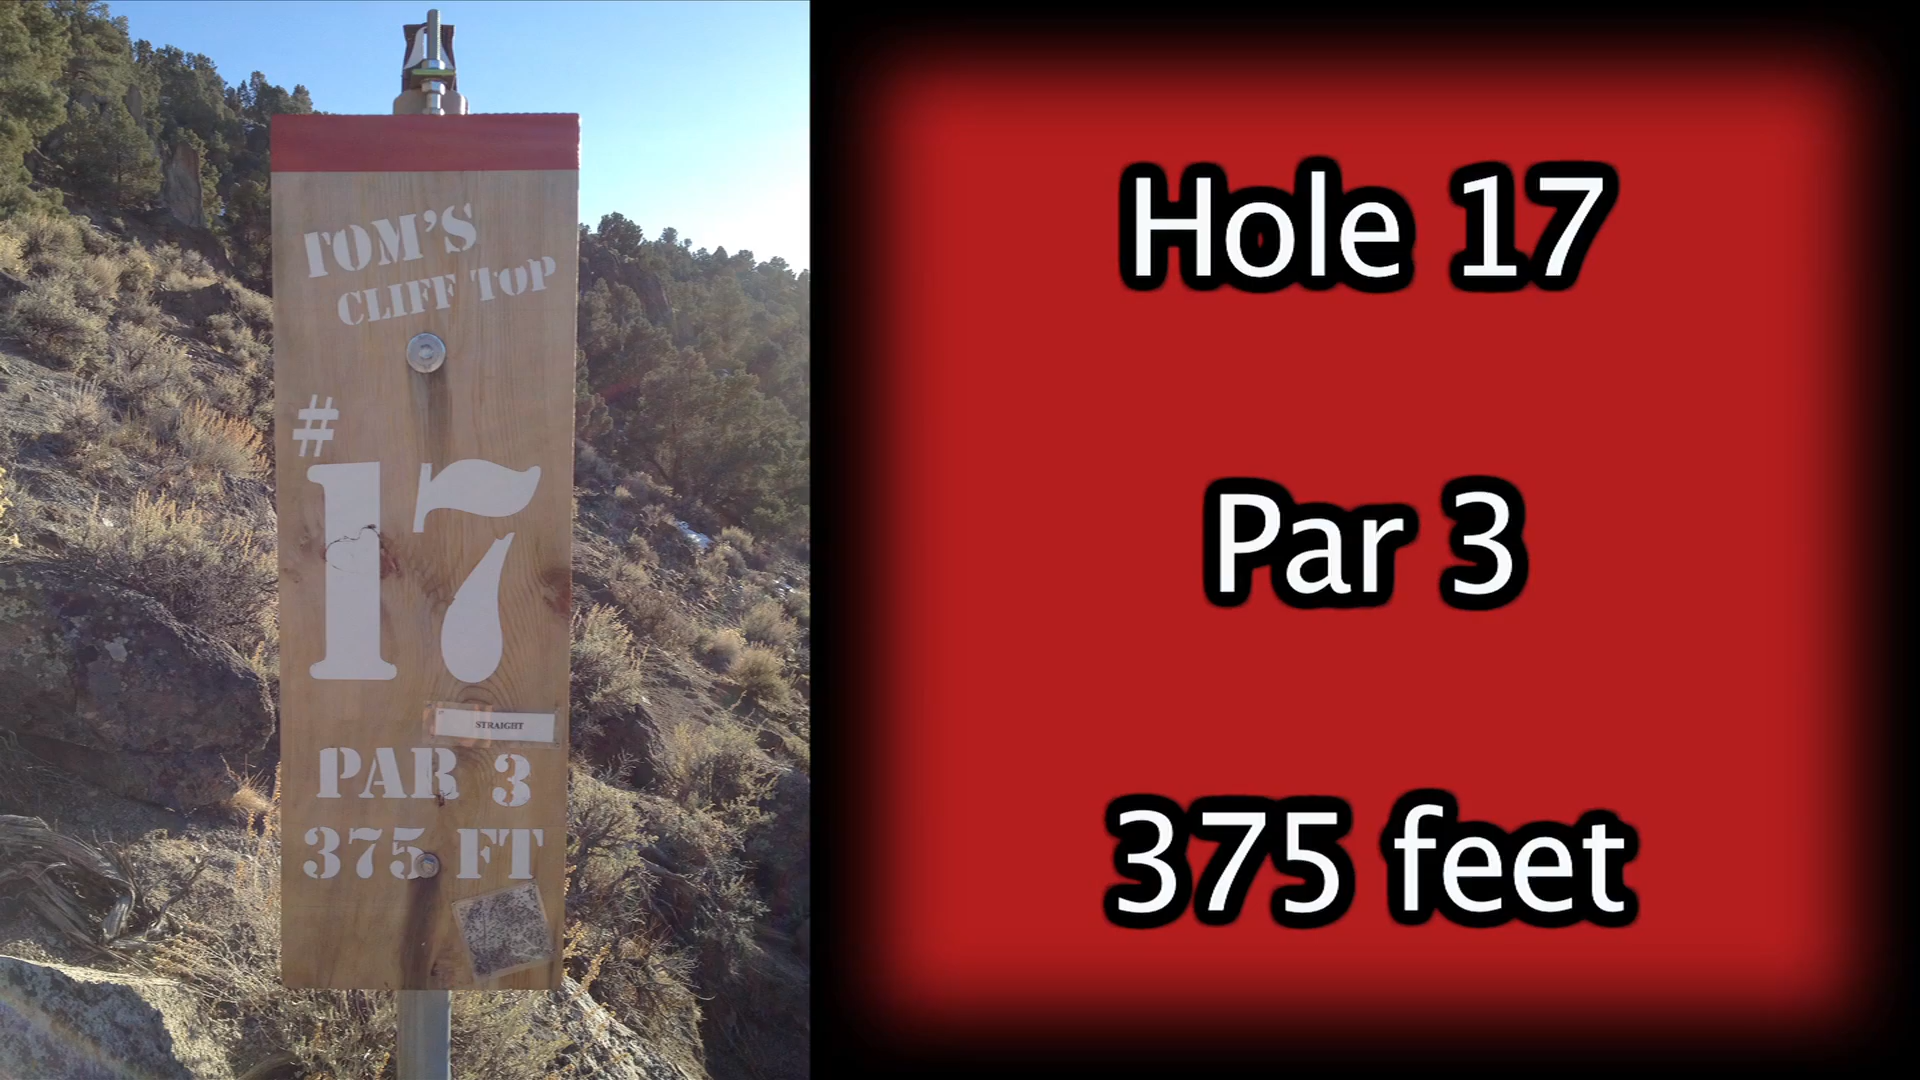 TOM'S
CLIFF TOP
#
17
STRAIGHT
PAR 3
375 FT
Hole 17
Par 3
375 feet